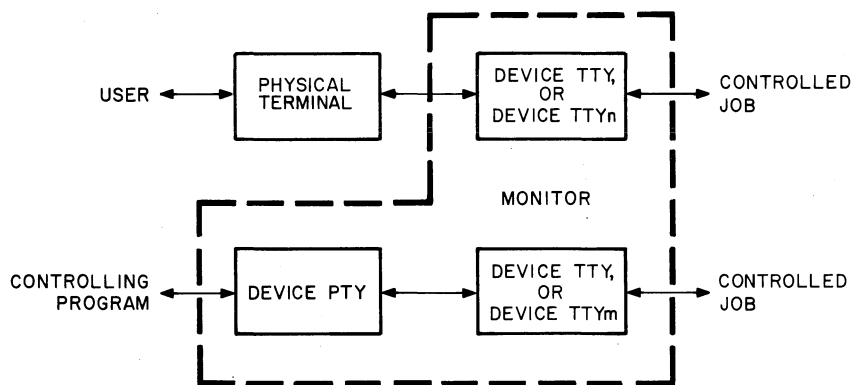 USER
PHYSICAL
TERMINAL
DEVICE TTY,
OR
DEVICE TTYn
CONTROLLED
JOB
MONITOR
CONTROLLING
PROGRAM
DEVICE PTY
DEVICE TTY,
OR
DEVICE TTYm
CONTROLLED
JOB